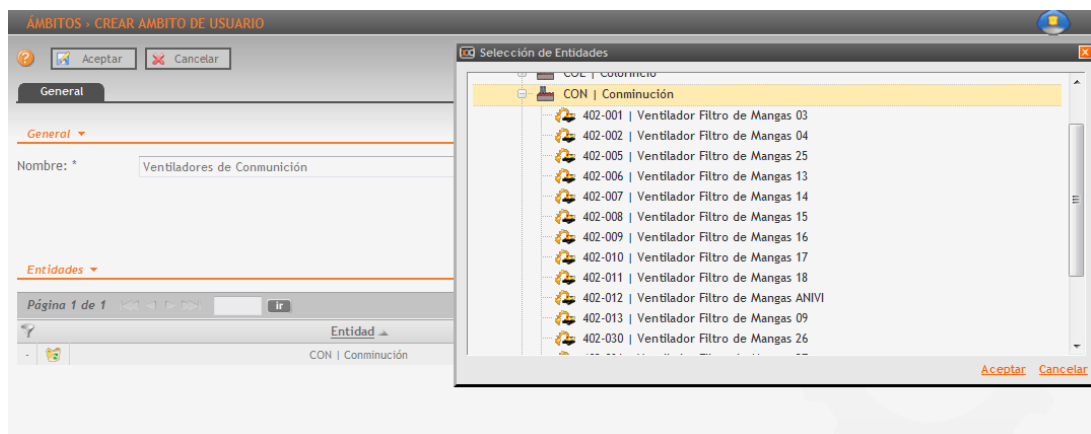 ÁMBITOS › CREAR AMBITO DE USUARIO
Aceptar Cancelar
General
General
Nombre: *
Ventiladores de Conmunición
Entidades
Página 1 de 1 ir
Entidad
CON | Conminución
Selección de Entidades
COL | Colorincio
CON | Conminución
402-001 | Ventilador Filtro de Mangas 03
402-002 | Ventilador Filtro de Mangas 04
402-005 | Ventilador Filtro de Mangas 25
402-006 | Ventilador Filtro de Mangas 13
402-007 | Ventilador Filtro de Mangas 14
402-008 | Ventilador Filtro de Mangas 15
402-009 | Ventilador Filtro de Mangas 16
402-010 | Ventilador Filtro de Mangas 17
402-011 | Ventilador Filtro de Mangas 18
402-012 | Ventilador Filtro de Mangas ANIVI
402-013 | Ventilador Filtro de Mangas 09
402-030 | Ventilador Filtro de Mangas 26
Aceptar Cancelar